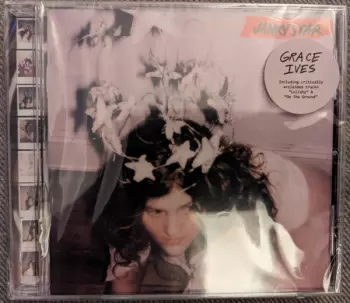 JANKY STAR
GRACE
IVES
Including critically
acclaimed tracks
"Lullaby" &
"On The Ground"